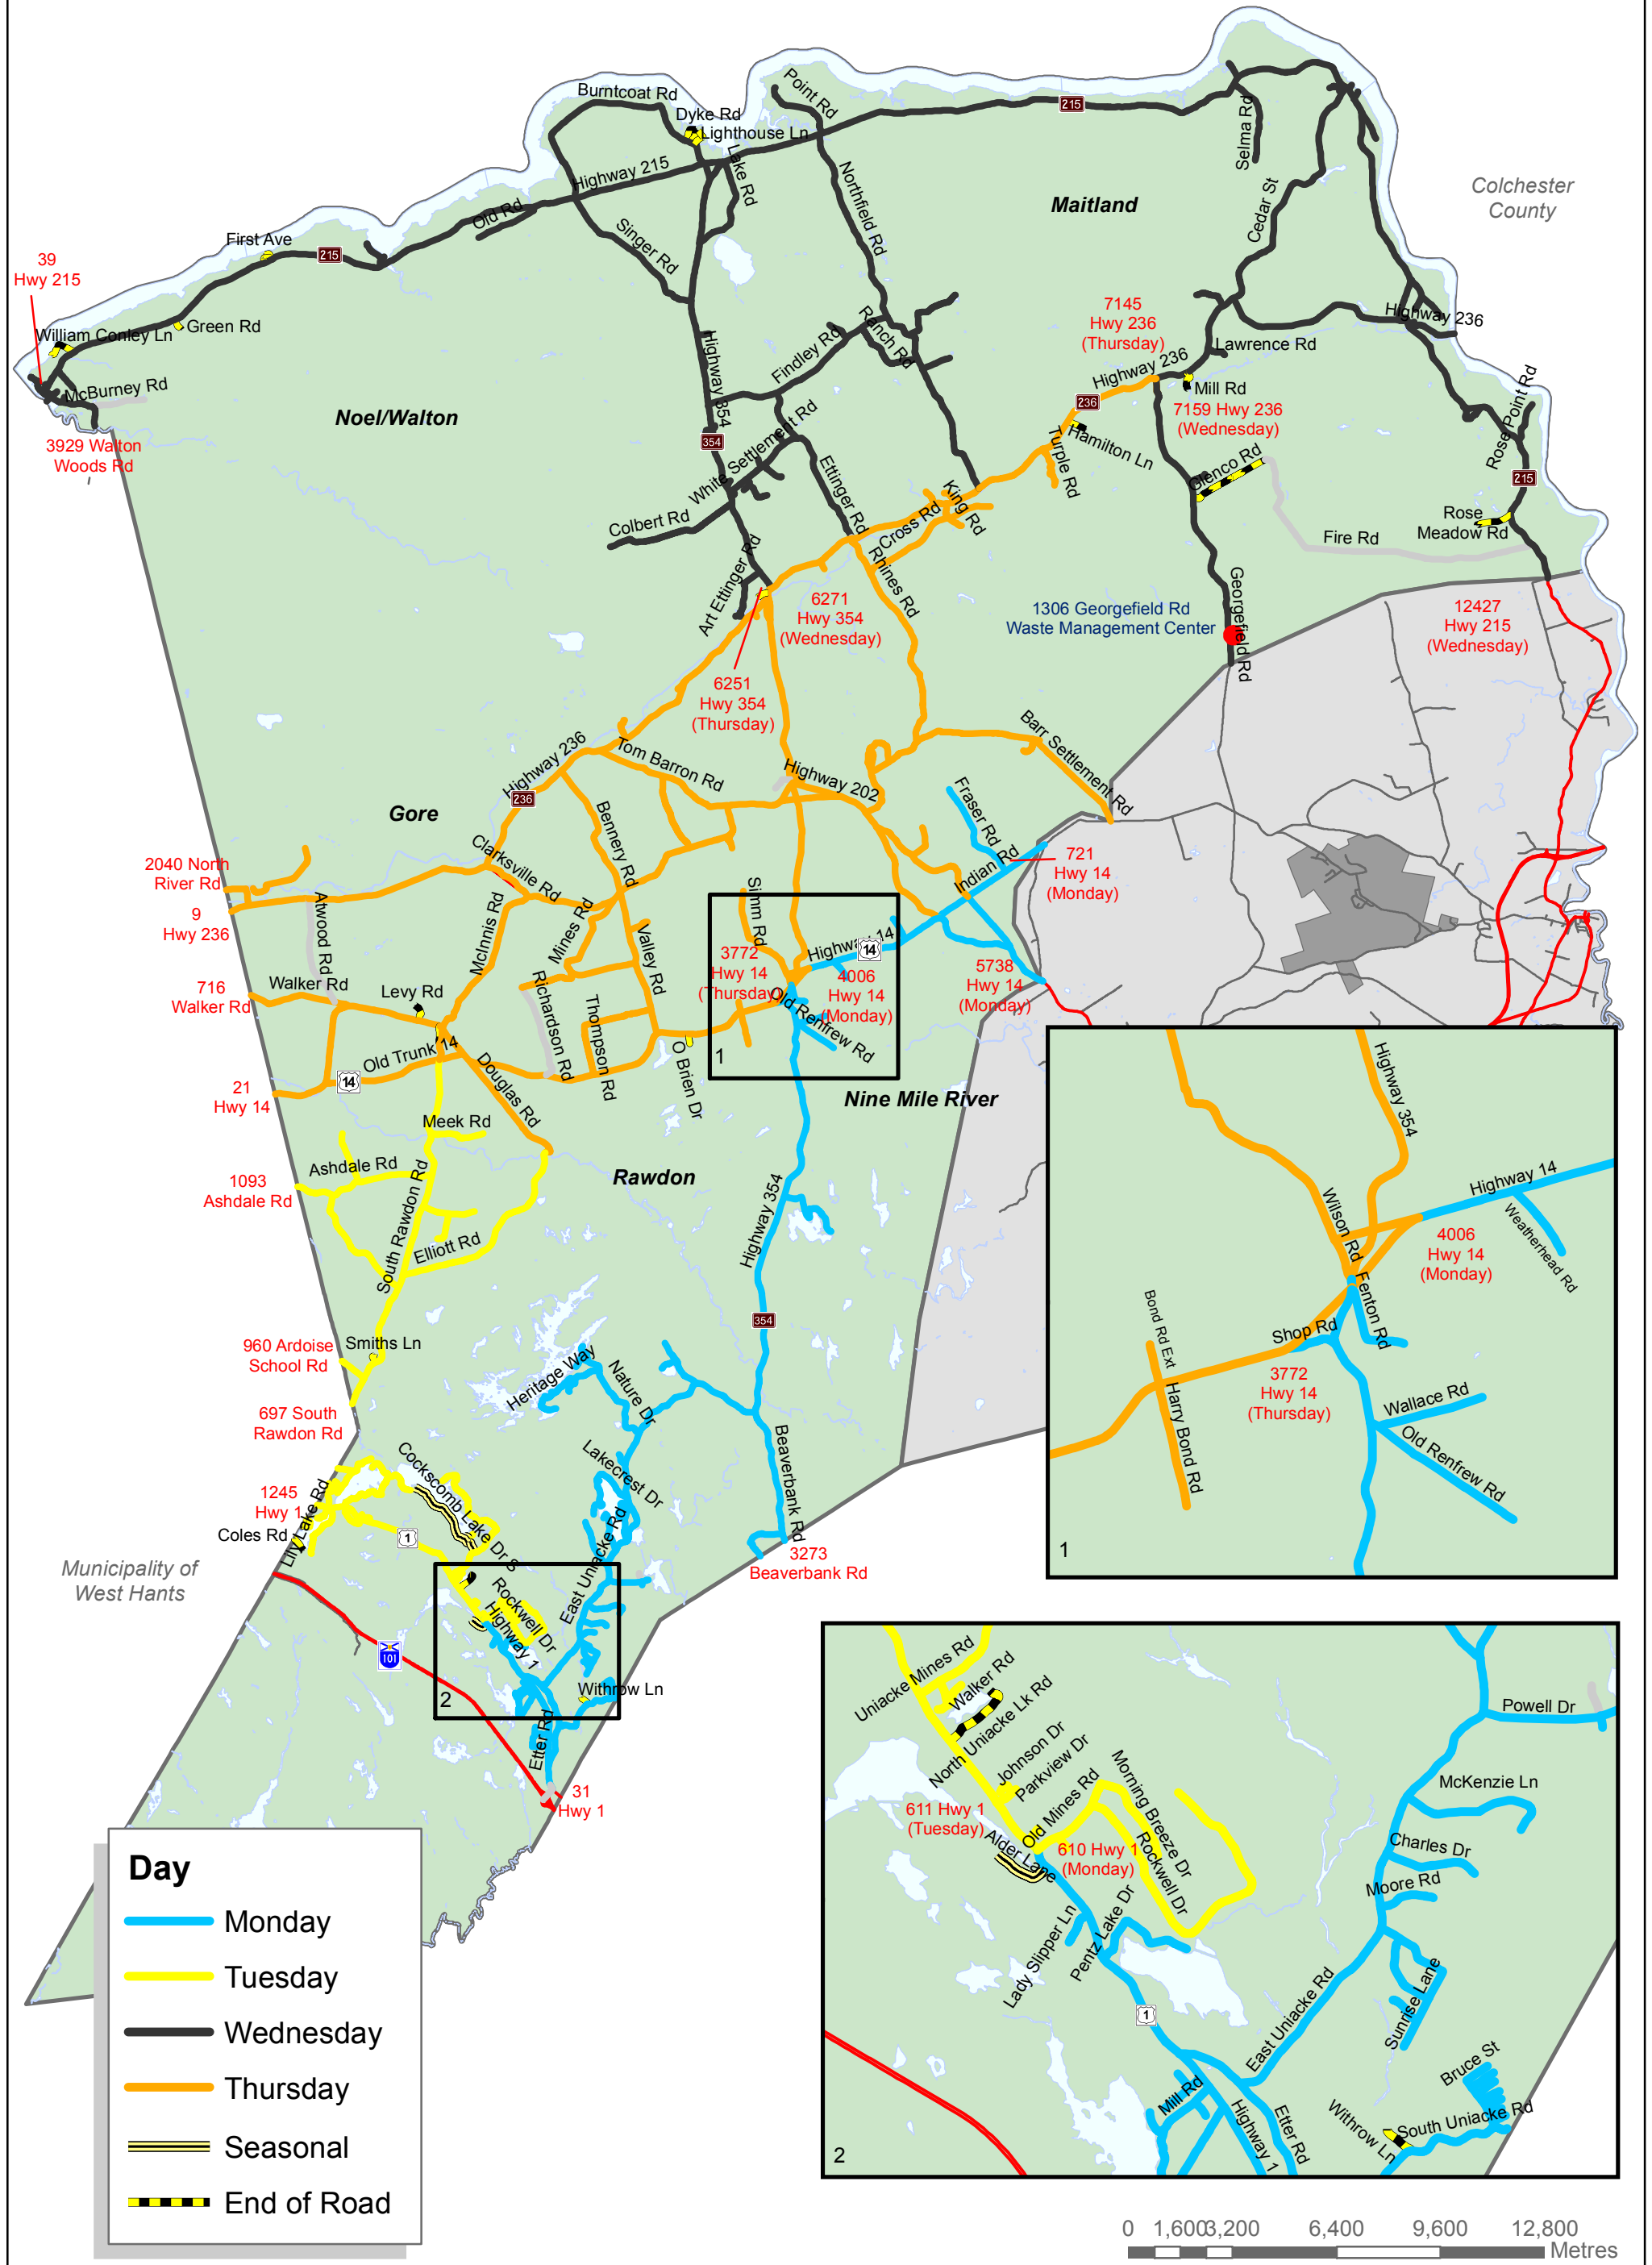 Burntcoat Rd
Point Rd
Dyke Rd
Lighthouse Ln
215
Selma Rd
Colchester
County
Highway 215
Lake Rd
Northfield Rd
Maitland
Cedar St
Old Rd
First Ave
215
Singer Rd
39
Hwy 215
William Conley Ln
Green Rd
McBurney Rd
3929 Walton
Woods Rd
Noel/Walton
Highway 354
354
Findley Rd
Ranch Rd
7145
Hwy 236
(Thursday)
Highway 236
Lawrence Rd
Highway 236
236
Mill Rd
7159 Hwy 236
(Wednesday)
Hamilton Ln
Turple Rd
Glenco Rd
Rose Point Rd
215
Rose
Meadow Rd
Fire Rd
White Settlement Rd
Colbert Rd
Ettinger Rd
Cross Rd
King Rd
Rhines Rd
Art Ettinger Rd
6271
Hwy 354
(Wednesday)
6251
Hwy 354
(Thursday)
1306 Georgefield Rd
Waste Management Center
Georgefield Rd
12427
Hwy 215
(Wednesday)
Highway 236
236
Tom Barron Rd
Highway 202
Barr Settlement Rd
Gore
Bennery Rd
Fraser Rd
Indian Rd
721
Hwy 14
(Monday)
2040 North
River Rd
9
Hwy 236
Clarksville Rd
Atwood Rd
McInnis Rd
Mines Rd
Valley Rd
Simm Rd
Highway 14
14
3772
Hwy 14
(Thursday)
4006
Hwy 14
(Monday)
5738
Hwy 14
(Monday)
716
Walker Rd
Walker Rd
Levy Rd
Richardson Rd
Thompson Rd
Old Renfrew Rd
O Brien Dr
1
Old Trunk 14
14
21
Hwy 14
Douglas Rd
Nine Mile River
Meek Rd
Ashdale Rd
1093
Ashdale Rd
South Rawdon Rd
Elliott Rd
Rawdon
Highway 354
354
Smiths Ln
960 Ardoise
School Rd
697 South
Rawdon Rd
Heritage Way
Nature Dr
Lakecrest Dr
Beaverbank Rd
3273
Beaverbank Rd
1245
Hwy 1
Lily Lake Rd
Coles Rd
Cockscomb Lake Dr S
1
Rockwell Dr
Highway 1
East Uniacke Rd
Withrow Ln
Etter Rd
2
101
31
Hwy 1
Municipality of
West Hants
Highway 354
Highway 14
Weatherhead Rd
Wilson Rd
4006
Hwy 14
(Monday)
Fenton Rd
Shop Rd
Bond Rd Ext
Harry Bond Rd
3772
Hwy 14
(Thursday)
Wallace Rd
Old Renfrew Rd
1
Uniacke Mines Rd
Walker Rd
North Uniacke Lk Rd
Johnson Dr
Parkview Dr
Old Mines Rd
Morning Breeze Dr
Rockwell Dr
611 Hwy 1
(Tuesday)
Alder Lane
610 Hwy 1
(Monday)
Lady Slipper Ln
Pentz Lake Dr
1
Powell Dr
McKenzie Ln
Charles Dr
Moore Rd
East Uniacke Rd
Sunrise Lane
Bruce St
Mill Rd
Highway 1
Etter Rd
Withrow Ln
South Uniacke Rd
2
Day
Monday
Tuesday
Wednesday
Thursday
Seasonal
End of Road
0 1,600 3,200 6,400 9,600 12,800
Metres